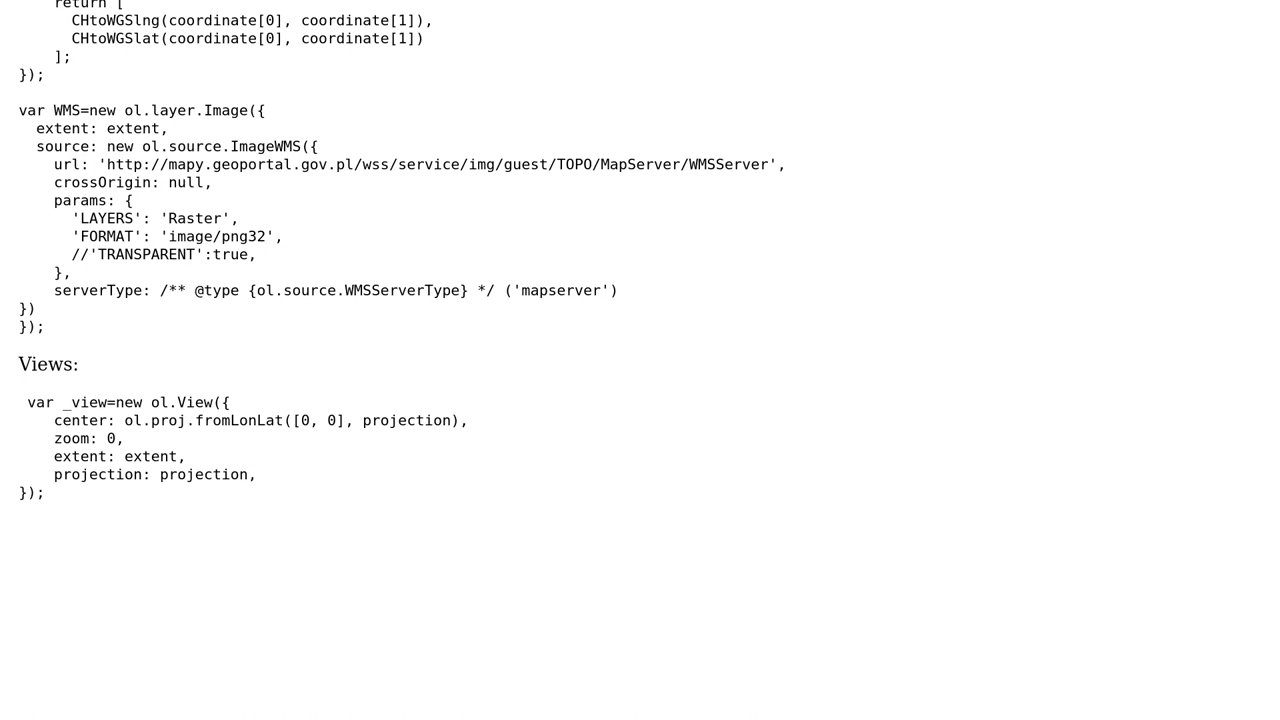 return [
CHtoWGSlng(coordinate[0], coordinate[1]),
CHtoWGSlat(coordinate[0], coordinate[1])
];
});
var WMS=new ol.layer.Image({
extent: extent,
source: new ol.source.ImageWMS({
url: 'http://mapy.geoportal.gov.pl/wss/service/img/guest/TOPO/MapServer/WMSServer',
crossOrigin: null,
params: {
'LAYERS': 'Raster',
'FORMAT': 'image/png32',
//'TRANSPARENT':true,
},
serverType: /** @type {ol.source.WMSServerType} */ ('mapserver')
})
});
Views:
var _view=new ol.View({
center: ol.proj.fromLonLat([0, 0], projection),
zoom: 0,
extent: extent,
projection: projection,
});